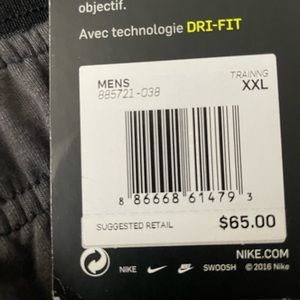 objectif.
Avec technologie DRI-FIT
MENS TRAINNG
885721-038 XXL
8 86668 61479 3
SUGGESTED RETAIL $65.00
NIKE.COM
NIKE SWOOSH © 2016 Nike